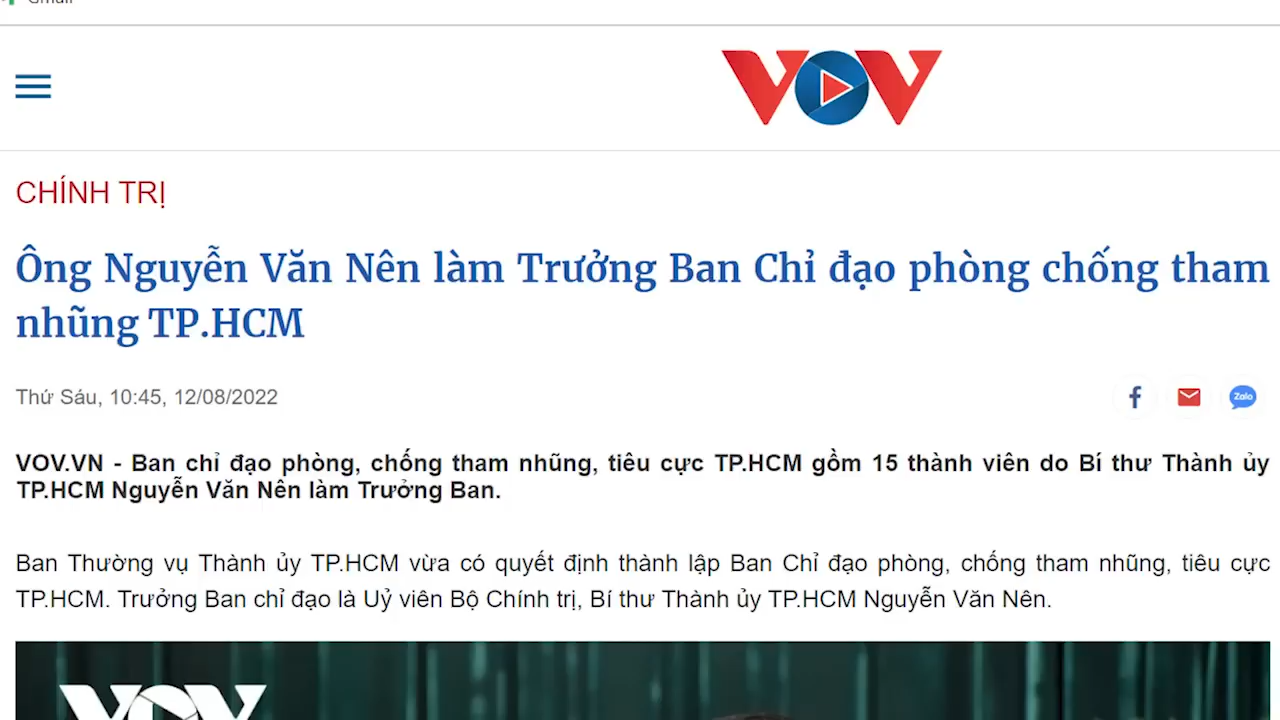 Gmail
VOV
CHÍNH TRỊ
Ông Nguyễn Văn Nên làm Trưởng Ban Chỉ đạo phòng chống tham
nhũng TP.HCM
Thứ Sáu, 10:45, 12/08/2022
Zalo
VOV.VN - Ban chỉ đạo phòng, chống tham nhũng, tiêu cực TP.HCM gồm 15 thành viên do Bí thư Thành ủy
TP.HCM Nguyễn Văn Nên làm Trưởng Ban.
Ban Thường vụ Thành ủy TP.HCM vừa có quyết định thành lập Ban Chỉ đạo phòng, chống tham nhũng, tiêu cực
TP.HCM. Trưởng Ban chỉ đạo là Uỷ viên Bộ Chính trị, Bí thư Thành ủy TP.HCM Nguyễn Văn Nên.
VOV